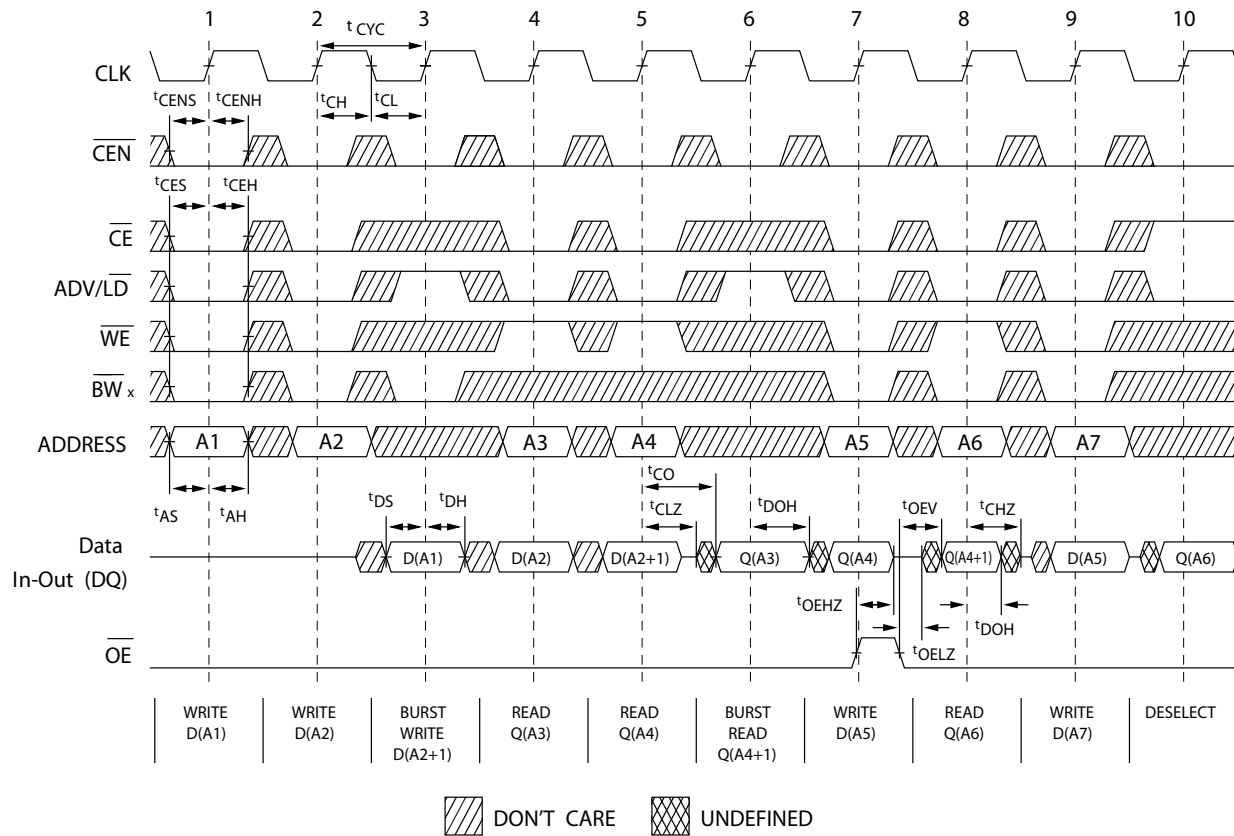 1 2 3 4 5 6 7 8 9 10
tCYC
CLK
tCENS tCENH tCH tCL
CEN
tCES tCEH
CE
ADV/LD
WE
BW x
ADDRESS A1 A2 A3 A4 A5 A6 A7
tCO
tAS tAH tDS tDH tCLZ tDOH tOEV tCHZ
Data
In-Out (DQ)
D(A1) D(A2) D(A2+1) Q(A3) Q(A4) Q(A4+1) D(A5) Q(A6)
tOEHZ tDOH
OE
tOELZ
WRITE
D(A1)
WRITE
D(A2)
BURST
WRITE
D(A2+1)
READ
Q(A3)
READ
Q(A4)
BURST
READ
Q(A4+1)
WRITE
D(A5)
READ
Q(A6)
WRITE
D(A7)
DESELECT
DON'T CARE UNDEFINED